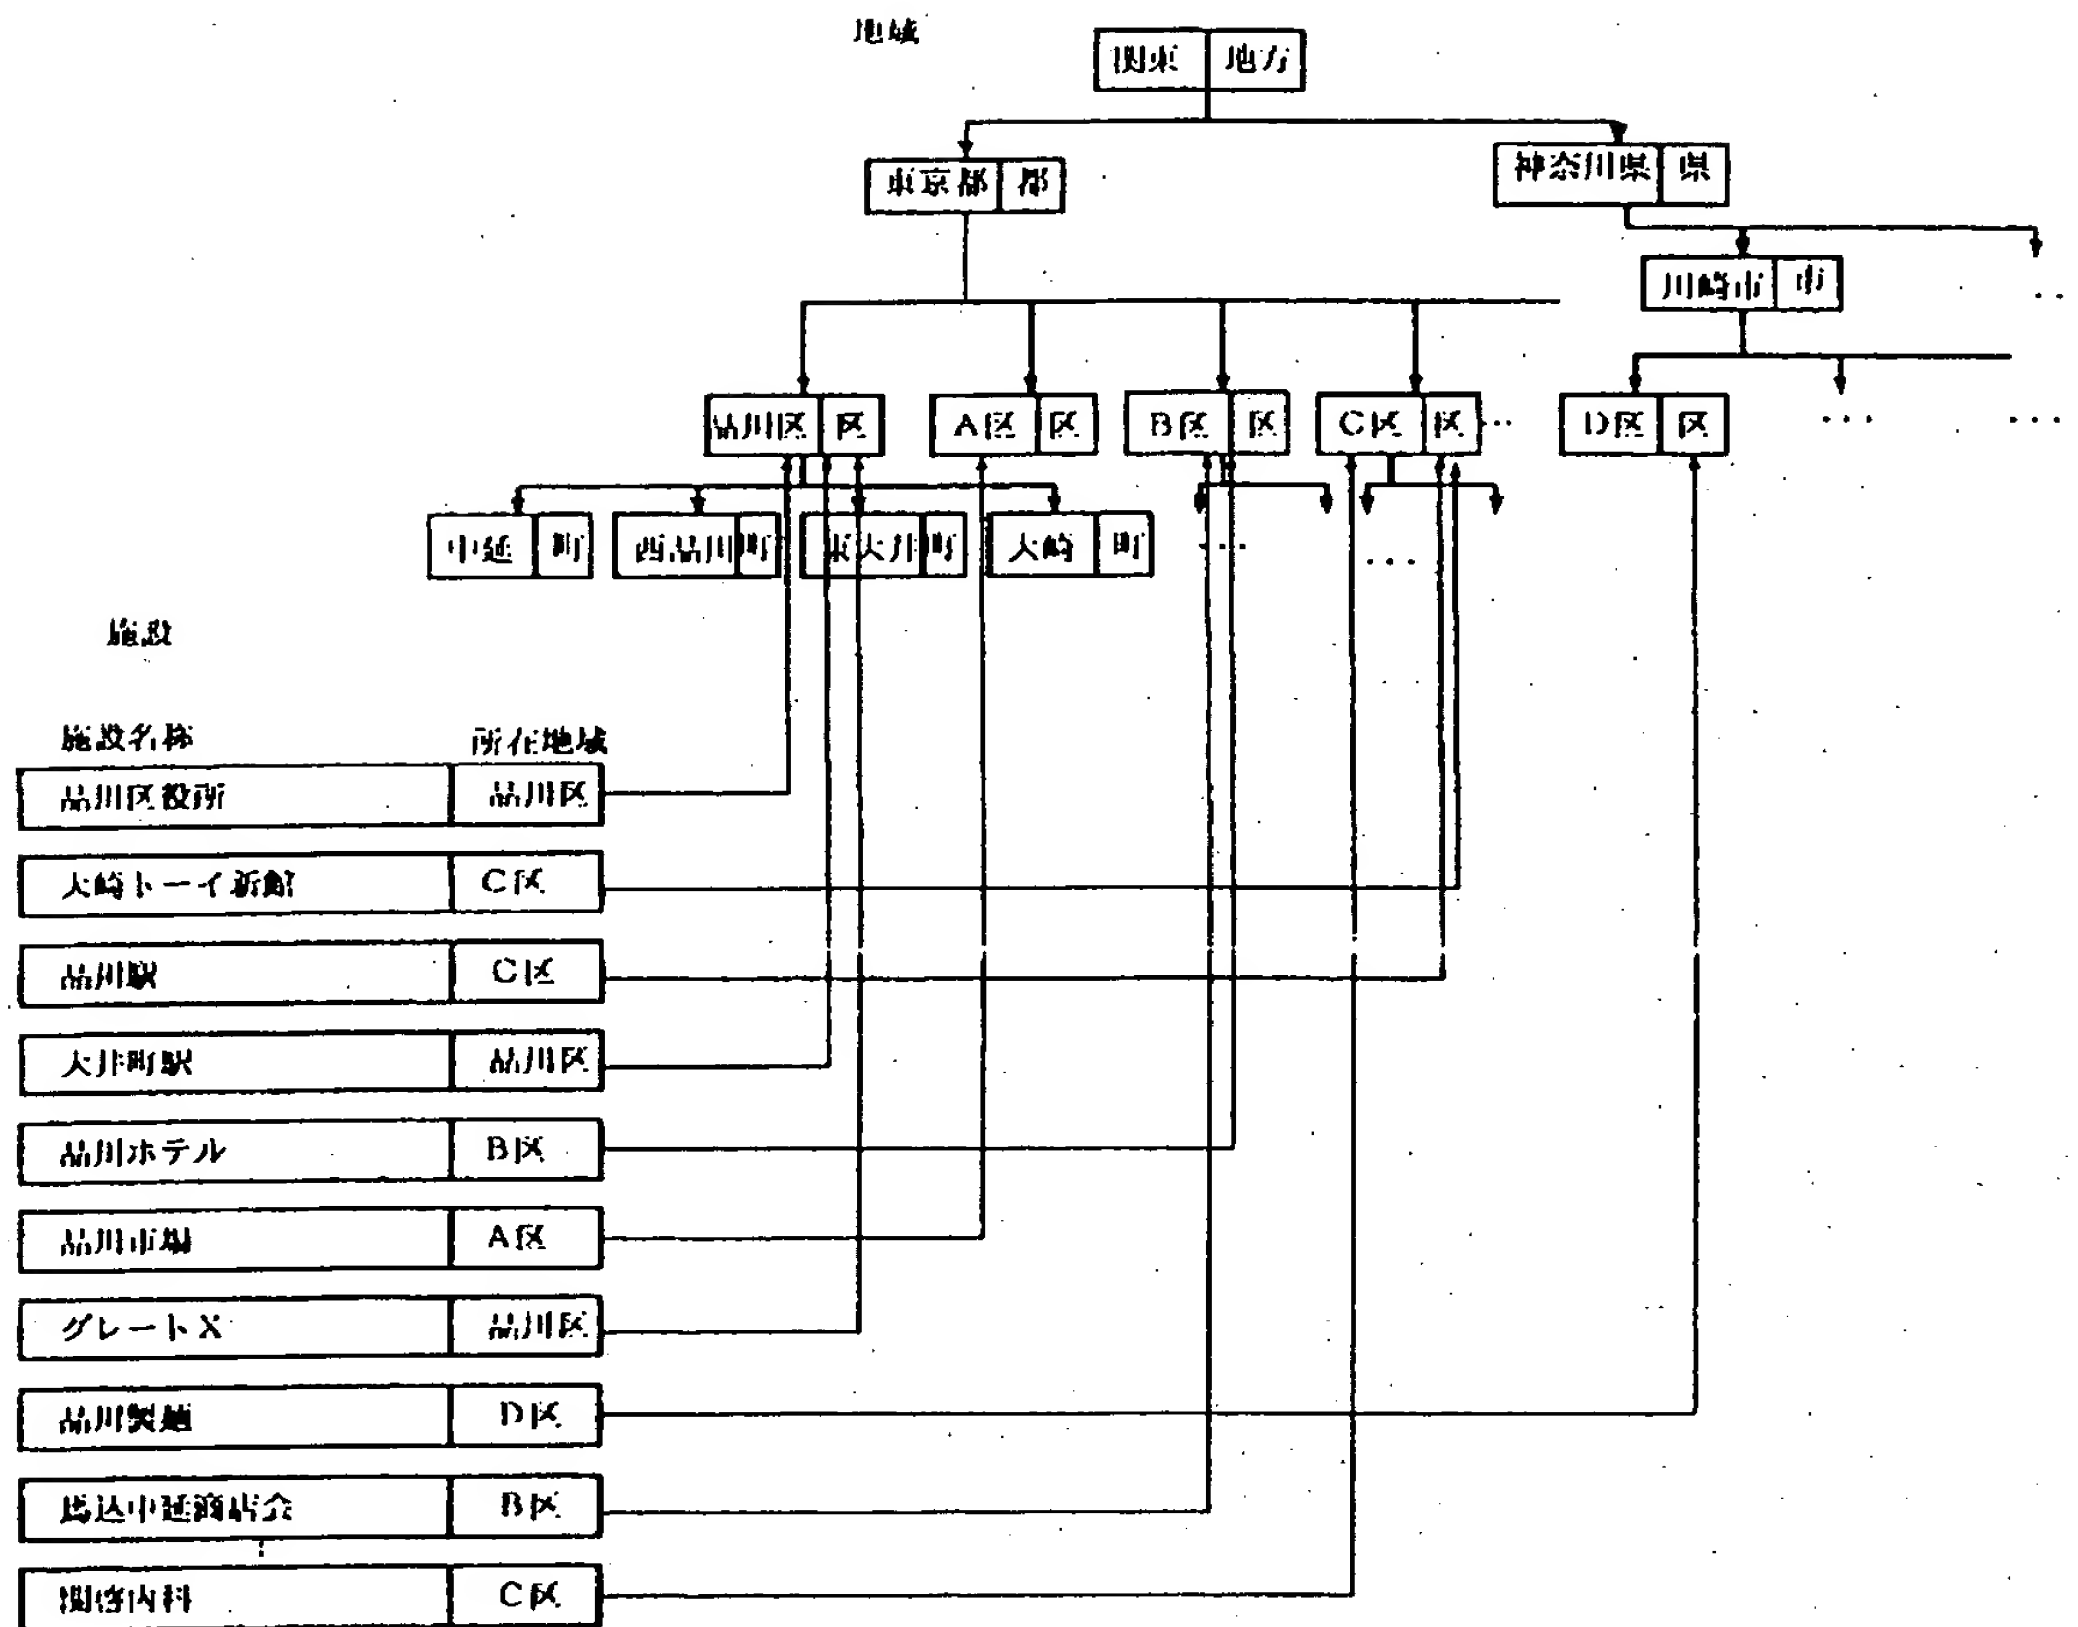 地域
関東 地方
東京都 都
神奈川県 県
川崎市 市
品川区 区
A区 区
B区 区
C区 区 …
D区 区
中延 町
西品川 町
東大井 町
大崎 町
施設
施設名称 所在地域
品川区役所 品川区
大崎トーイ新館 C区
品川駅 C区
大井町駅 品川区
品川ホテル B区
品川市場 A区
グレートX 品川区
品川製麺 D区
馬込中延商店会 B区
内科 C区